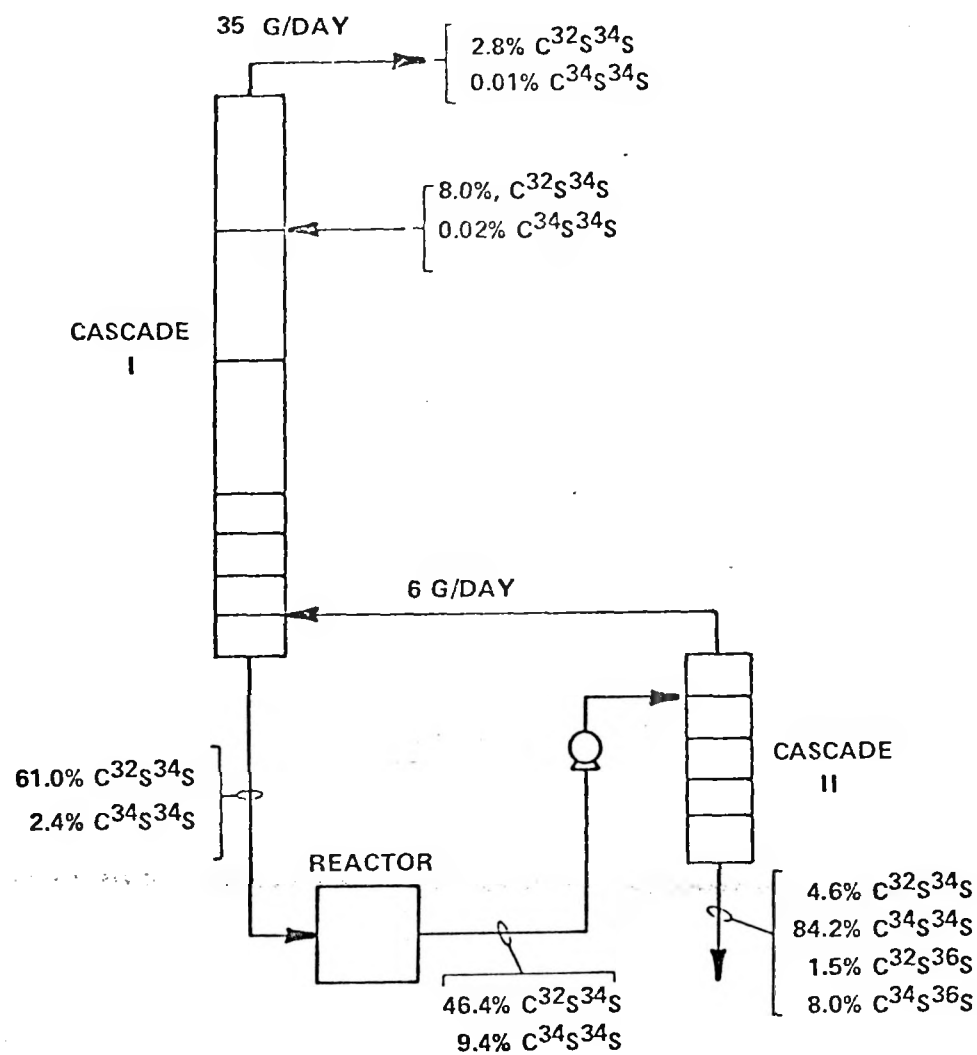 35 G/DAY
2.8% C³²S³⁴S
0.01% C³⁴S³⁴S
8.0%, C³²S³⁴S
0.02% C³⁴S³⁴S
CASCADE
I
6 G/DAY
61.0% C³²S³⁴S
2.4% C³⁴S³⁴S
CASCADE
II
REACTOR
46.4% C³²S³⁴S
9.4% C³⁴S³⁴S
4.6% C³²S³⁴S
84.2% C³⁴S³⁴S
1.5% C³²S³⁶S
8.0% C³⁴S³⁶S